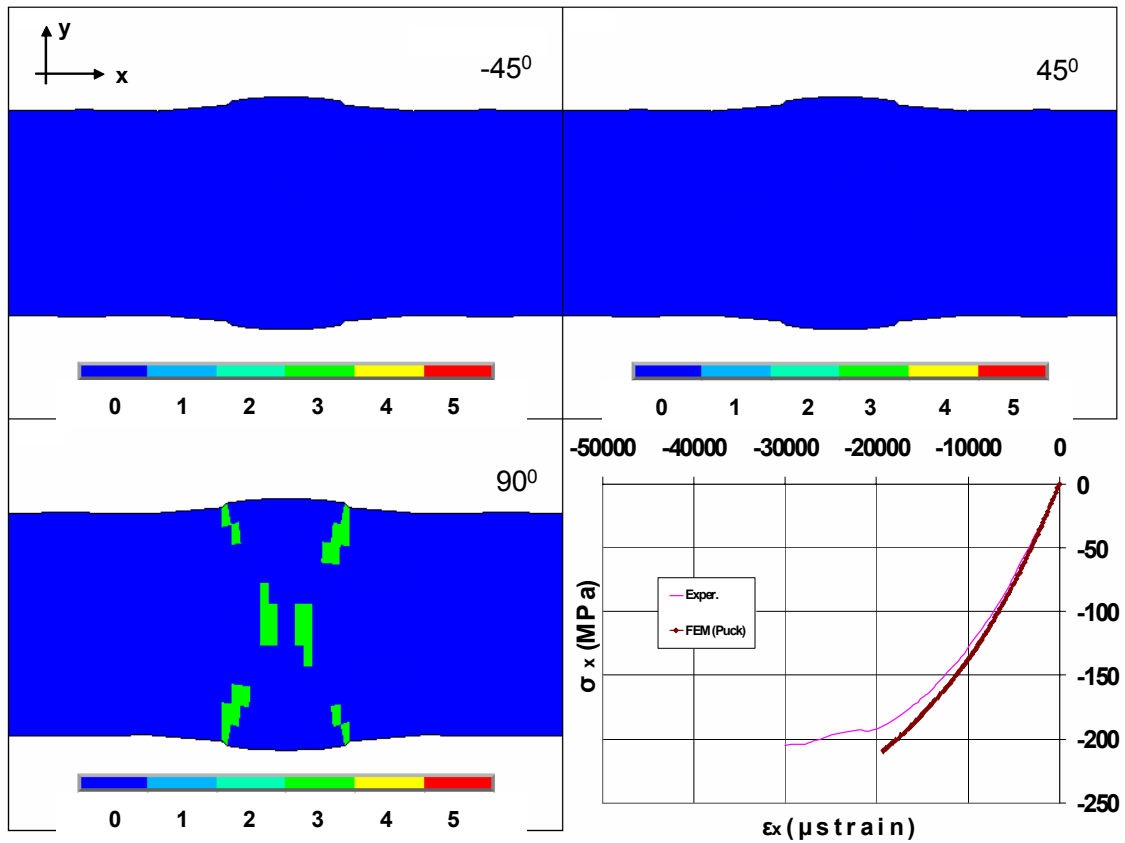 y
x
-45⁰
45⁰
0 1 2 3 4 5
0 1 2 3 4 5
90⁰
-50000 -40000 -30000 -20000 -10000 0
0
-50
-100
-150
-200
-250
Exper.
FEM (Puck)
σ x (MPa)
εx (μstrain)
0 1 2 3 4 5